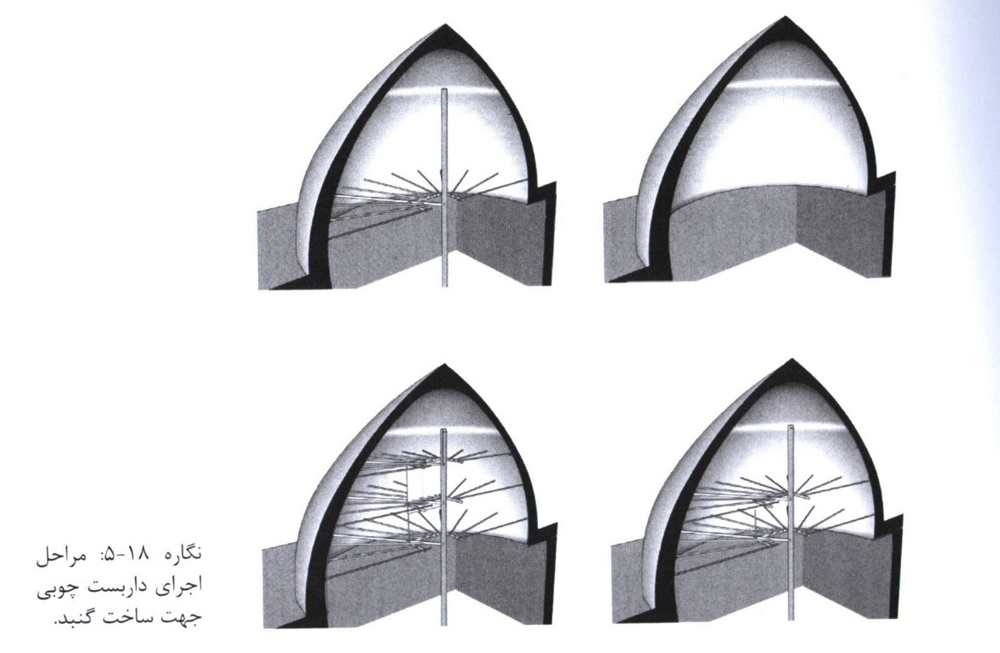 نگاره ۱۸-۵: مراحل
اجرای داربست چوبی
جهت ساخت گنبد.